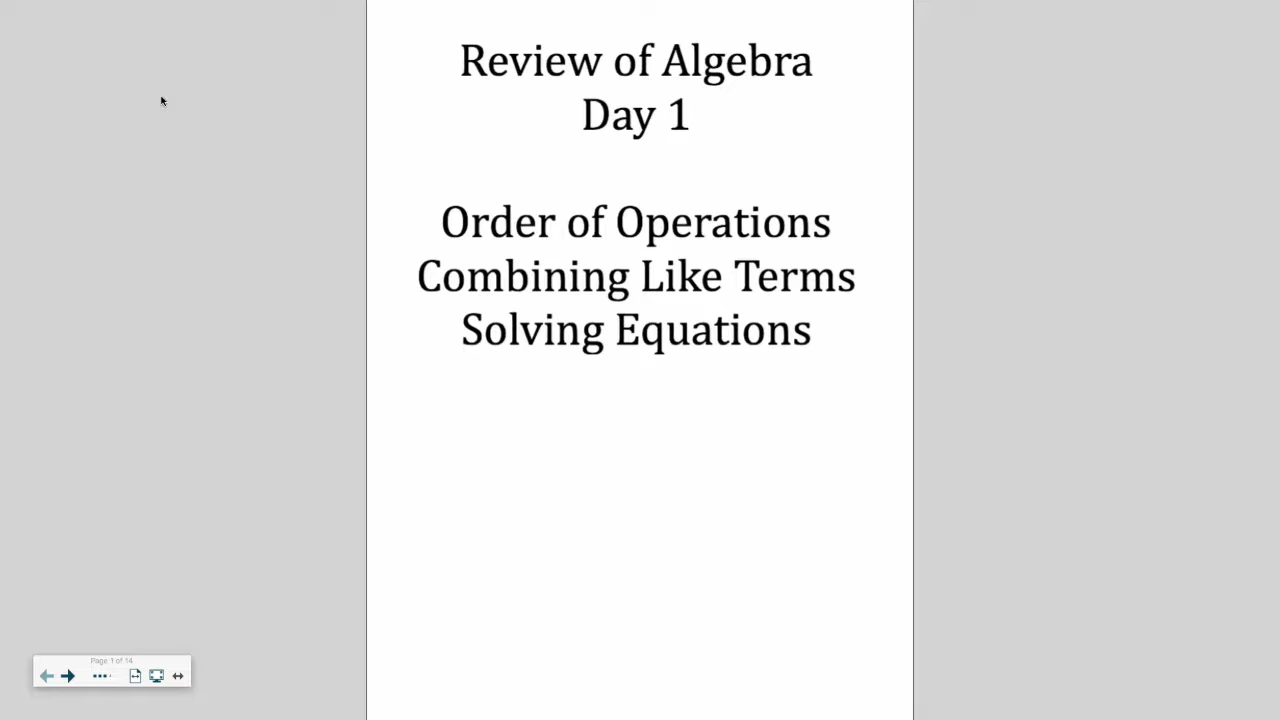 Review of Algebra
Day 1
Order of Operations
Combining Like Terms
Solving Equations
Page 1 of 14